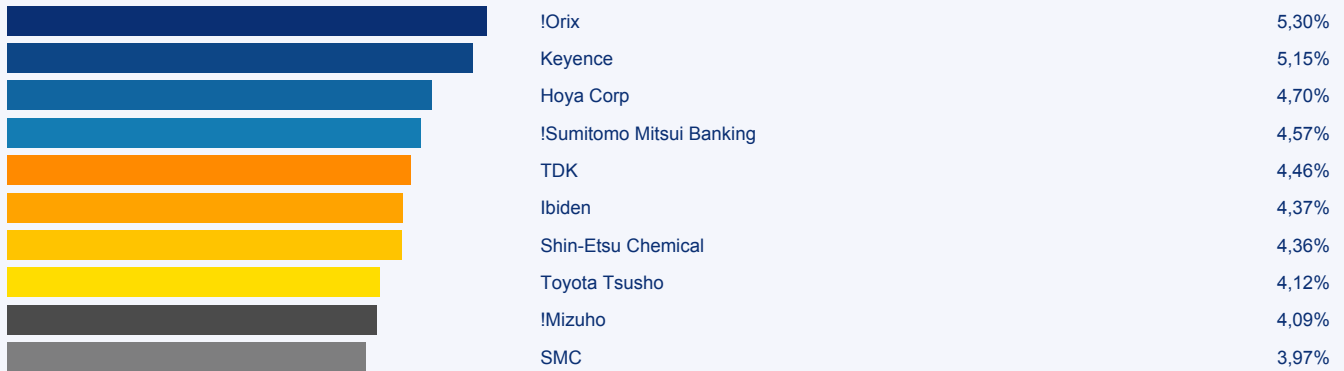 !Orix 5,30%
Keyence 5,15%
Hoya Corp 4,70%
!Sumitomo Mitsui Banking 4,57%
TDK 4,46%
Ibiden 4,37%
Shin-Etsu Chemical 4,36%
Toyota Tsusho 4,12%
!Mizuho 4,09%
SMC 3,97%